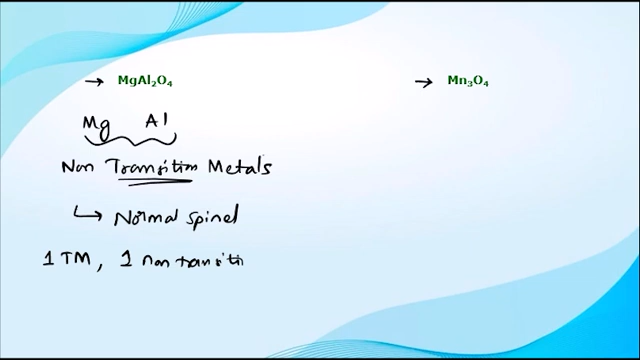 → MgAl₂O₄
→ Mn₃O₄
Mg Al
Non Transition Metals
↳ Normal spinel
1 TM, 1 non transiti